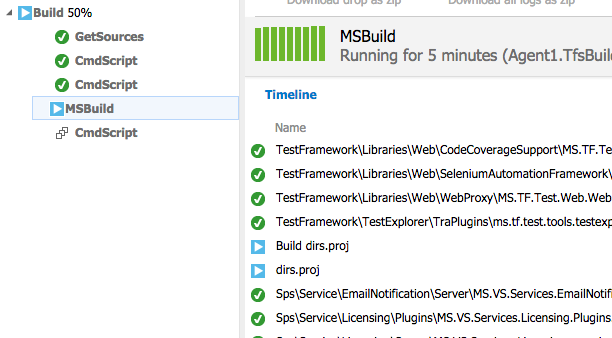 Build 50%
GetSources
CmdScript
CmdScript
MSBuild
CmdScript
Download drop as zip Download all logs as zip
MSBuild
Running for 5 minutes (Agent1.TfsBuil
Timeline
Name
TestFramework\Libraries\Web\CodeCoverageSupport\MS.TF.Te
TestFramework\Libraries\Web\SeleniumAutomationFramework\
TestFramework\Libraries\Web\WebProxy\MS.TF.Test.Web.Web
TestFramework\TestExplorer\TraPlugins\ms.tf.test.tools.testexp
Build dirs.proj
dirs.proj
Sps\Service\EmailNotification\Server\MS.VS.Services.EmailNotif
Sps\Service\Licensing\Plugins\MS.VS.Services.Licensing.Plugins.